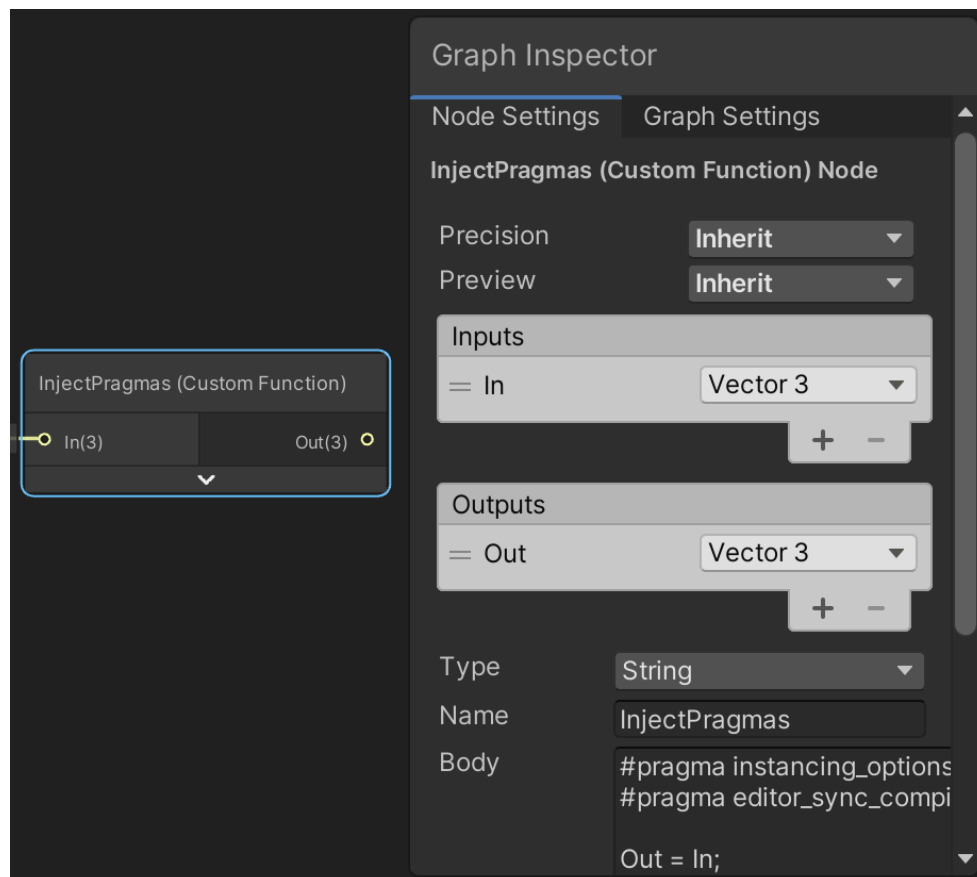 Graph Inspector
Node Settings Graph Settings
InjectPragmas (Custom Function) Node
Precision Inherit
Preview Inherit
Inputs
In Vector 3
+ −
Outputs
Out Vector 3
+ −
Type String
Name InjectPragmas
Body #pragma instancing_options
#pragma editor_sync_compi
Out = In;
InjectPragmas (Custom Function)
In(3) Out(3)